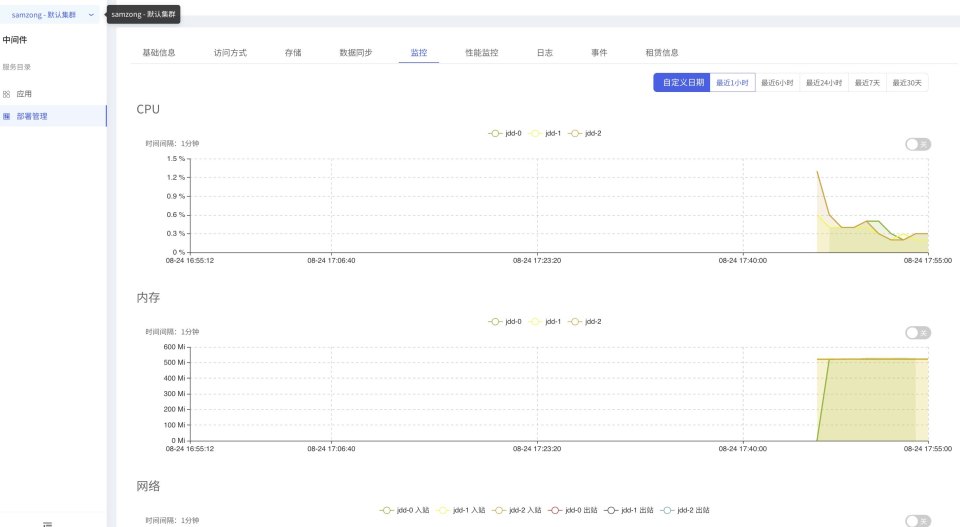 samzong - 默认集群
samzong - 默认集群
中间件
服务目录
应用
部署管理
基础信息 访问方式 存储 数据同步 监控 性能监控 日志 事件 租赁信息
自定义日期 最近1小时 最近6小时 最近24小时 最近7天 最近30天
CPU
jdd-0 jdd-1 jdd-2
时间间隔：1分钟 关
1.5 %
1.2 %
0.9 %
0.6 %
0.3 %
0 %
08-24 16:55:12 08-24 17:06:40 08-24 17:23:20 08-24 17:40:00 08-24 17:55:00
内存
jdd-0 jdd-1 jdd-2
时间间隔：1分钟 关
600 Mi
500 Mi
400 Mi
300 Mi
200 Mi
100 Mi
0 Mi
08-24 16:55:12 08-24 17:06:40 08-24 17:23:20 08-24 17:40:00 08-24 17:55:00
网络
jdd-0 入站 jdd-1 入站 jdd-2 入站 jdd-0 出站 jdd-1 出站 jdd-2 出站
时间间隔：1分钟 关